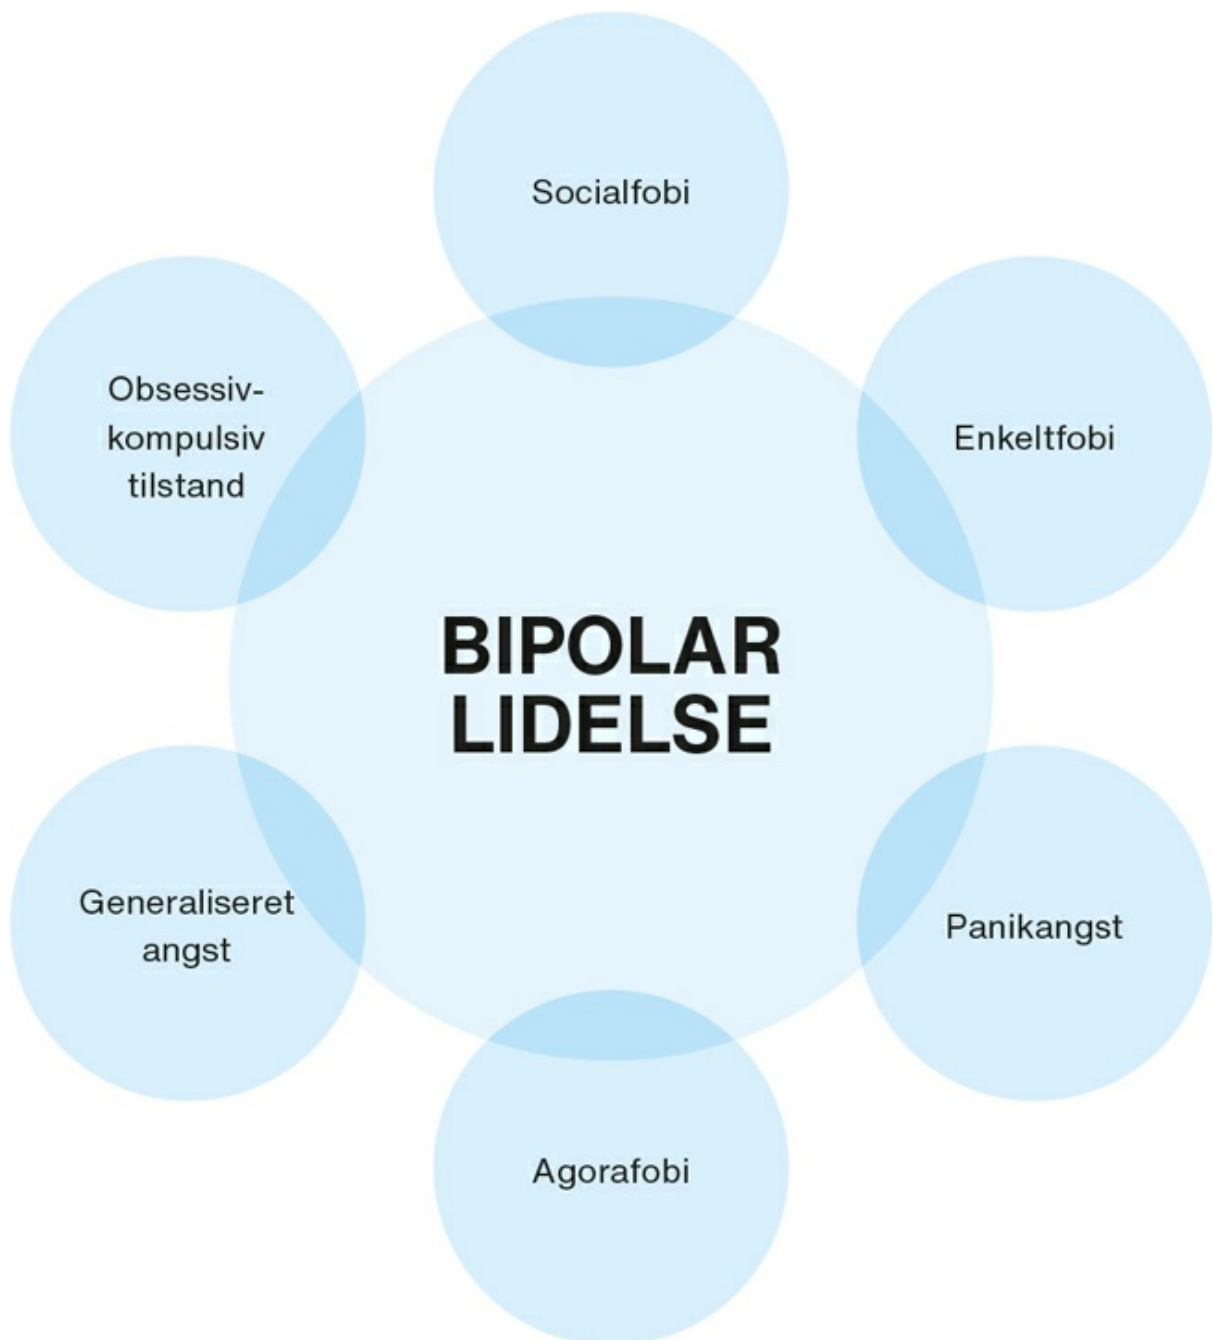 Socialfobi
Obsessiv-
kompulsiv
tilstand
Enkeltfobi
BIPOLAR
LIDELSE
Generaliseret
angst
Panikangst
Agorafobi